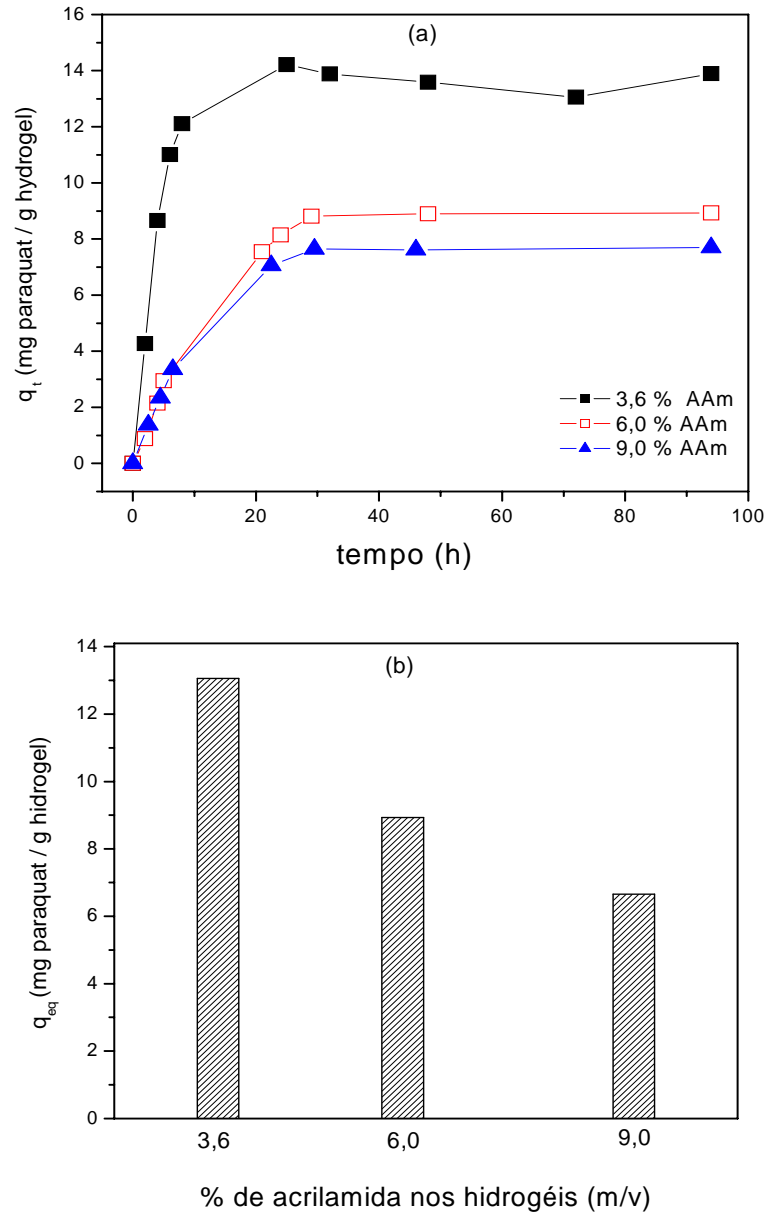 (a)
16
14
12
10
8
6
4
2
0
q t (mg paraquat / g hydrogel)
3,6 % AAm
6,0 % AAm
9,0 % AAm
0 20 40 60 80 100
tempo (h)
(b)
14
12
10
8
6
4
2
0
q eq (mg paraquat / g hidrogel)
3,6 6,0 9,0
% de acrilamida nos hidrogéis (m/v)